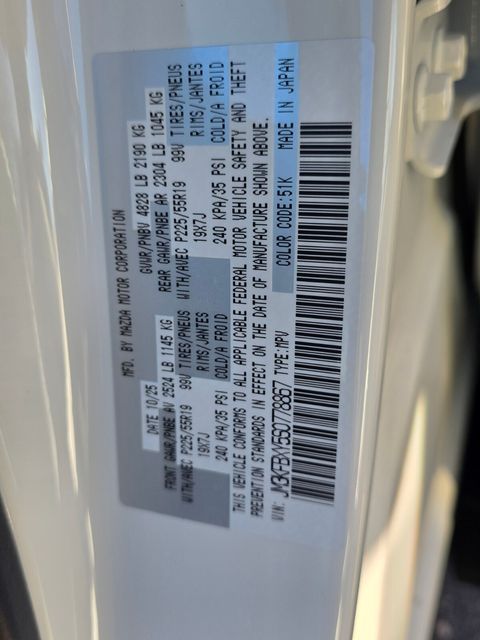 MFD. BY MAZDA MOTOR CORPORATION
DATE 10/25 GVWR/PNBV 4828 LB 2190 KG
FRONT GAWR/PNBE AV 2524 LB 1145 KG REAR GAWR/PNBE AR 2304 LB 1045 KG
WITH/AVEC P225/55R19 99V TIRES/PNEUS WITH/AVEC P225/55R19 99V TIRES/PNEUS
19X7J RIMS/JANTES 19X7J RIMS/JANTES
240 KPA/35 PSI COLD/A FROID 240 KPA/35 PSI COLD/A FROID
THIS VEHICLE CONFORMS TO ALL APPLICABLE FEDERAL MOTOR VEHICLE SAFETY AND THEFT
PREVENTION STANDARDS IN EFFECT ON THE DATE OF MANUFACTURE SHOWN ABOVE.
VIN: TYPE:MPV COLOR CODE:51K MADE IN JAPAN